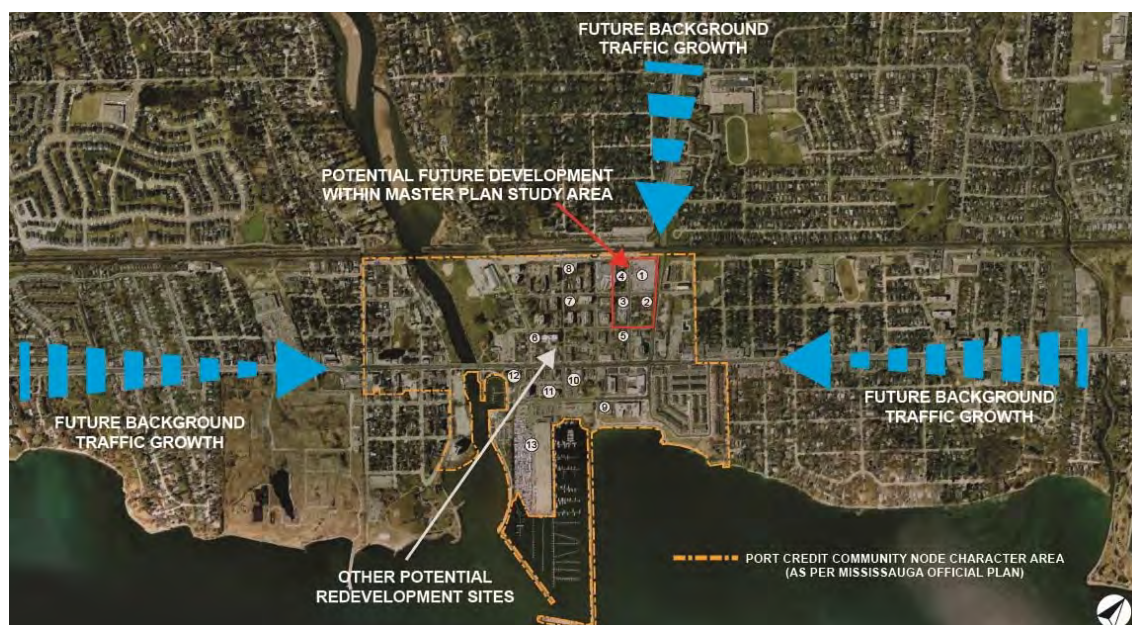 FUTURE BACKGROUND
TRAFFIC GROWTH
POTENTIAL FUTURE DEVELOPMENT
WITHIN MASTER PLAN STUDY AREA
8
4
1
7
3
2
6
5
FUTURE BACKGROUND
TRAFFIC GROWTH
FUTURE BACKGROUND
TRAFFIC GROWTH
12
10
11
9
13
OTHER POTENTIAL
REDEVELOPMENT SITES
PORT CREDIT COMMUNITY NODE CHARACTER AREA
(AS PER MISSISSAUGA OFFICIAL PLAN)